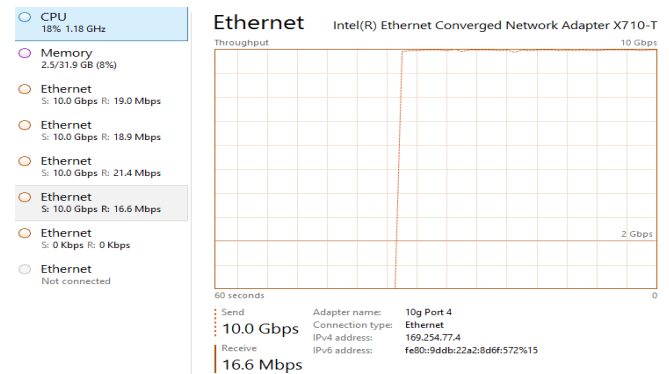 CPU
18% 1.18 GHz
Memory
2.5/31.9 GB (8%)
Ethernet
S: 10.0 Gbps R: 19.0 Mbps
Ethernet
S: 10.0 Gbps R: 18.9 Mbps
Ethernet
S: 10.0 Gbps R: 21.4 Mbps
Ethernet
S: 10.0 Gbps R: 16.6 Mbps
Ethernet
S: 0 Kbps R: 0 Kbps
Ethernet
Not connected
Ethernet Intel(R) Ethernet Converged Network Adapter X710-T
Throughput 10 Gbps
2 Gbps
60 seconds 0
Send
10.0 Gbps
Receive
16.6 Mbps
Adapter name: 10g Port 4
Connection type: Ethernet
IPv4 address: 169.254.77.4
IPv6 address: fe80::9ddb:22a2:8d6f:572%15